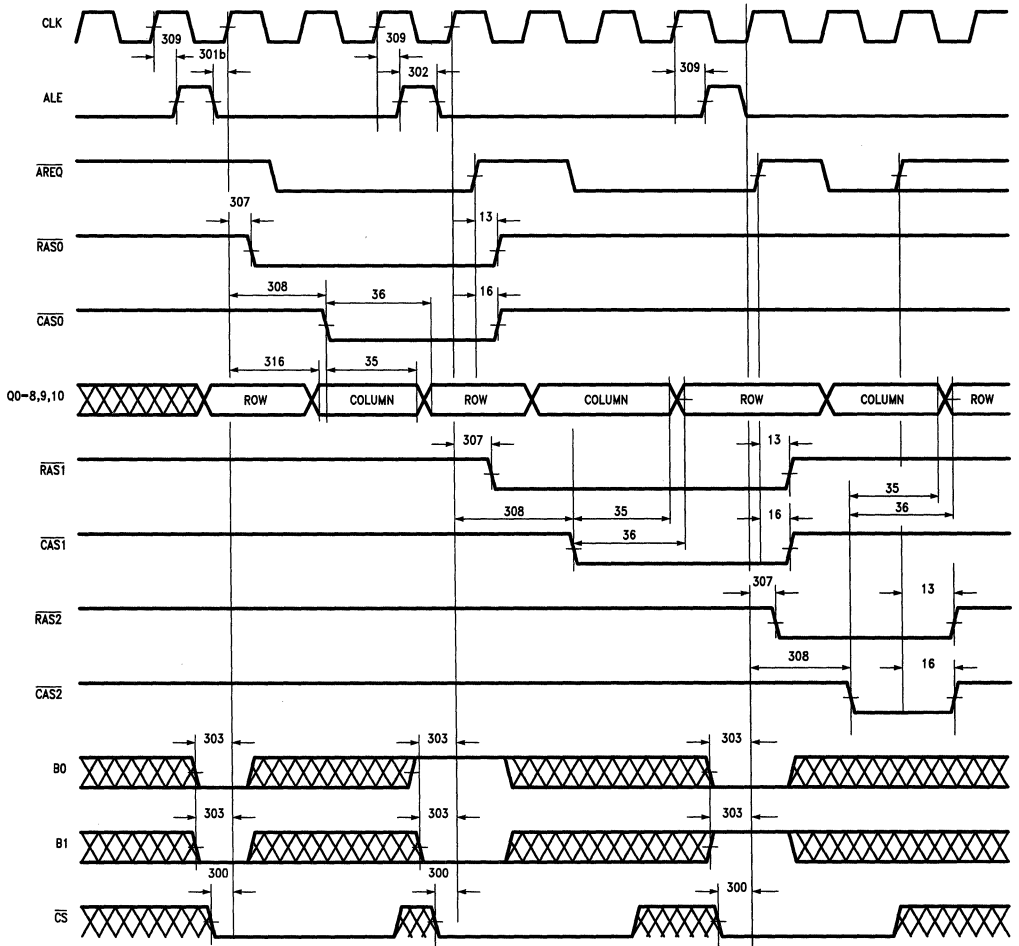 CLK
309
301b
309
302
309
ALE
AREQ
307
13
RAS0
308
36
16
CAS0
316
35
Q0-8,9,10
ROW
COLUMN
ROW
COLUMN
ROW
COLUMN
ROW
307
13
RAS1
35
308
35
36
16
36
CAS1
307
13
RAS2
308
16
CAS2
303
303
303
B0
303
303
303
B1
300
300
300
CS